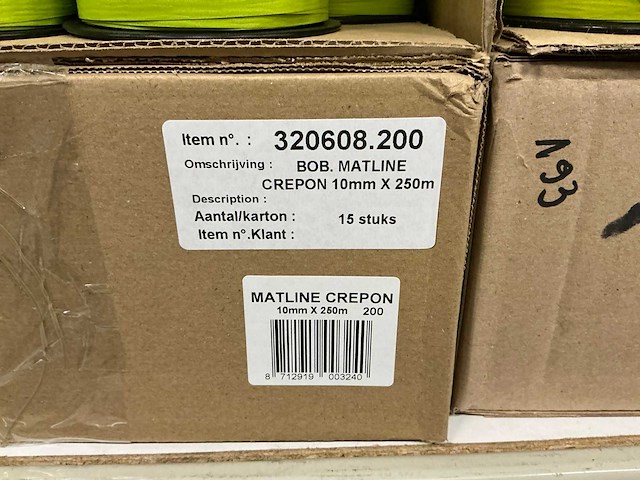 Item n°. : 320608.200
Omschrijving : BOB. MATLINE
CREPON 10mm X 250m
Description :
Aantal/karton : 15 stuks
Item n°.Klant :
MATLINE CREPON
10mm X 250m 200
8 712919 003240
193